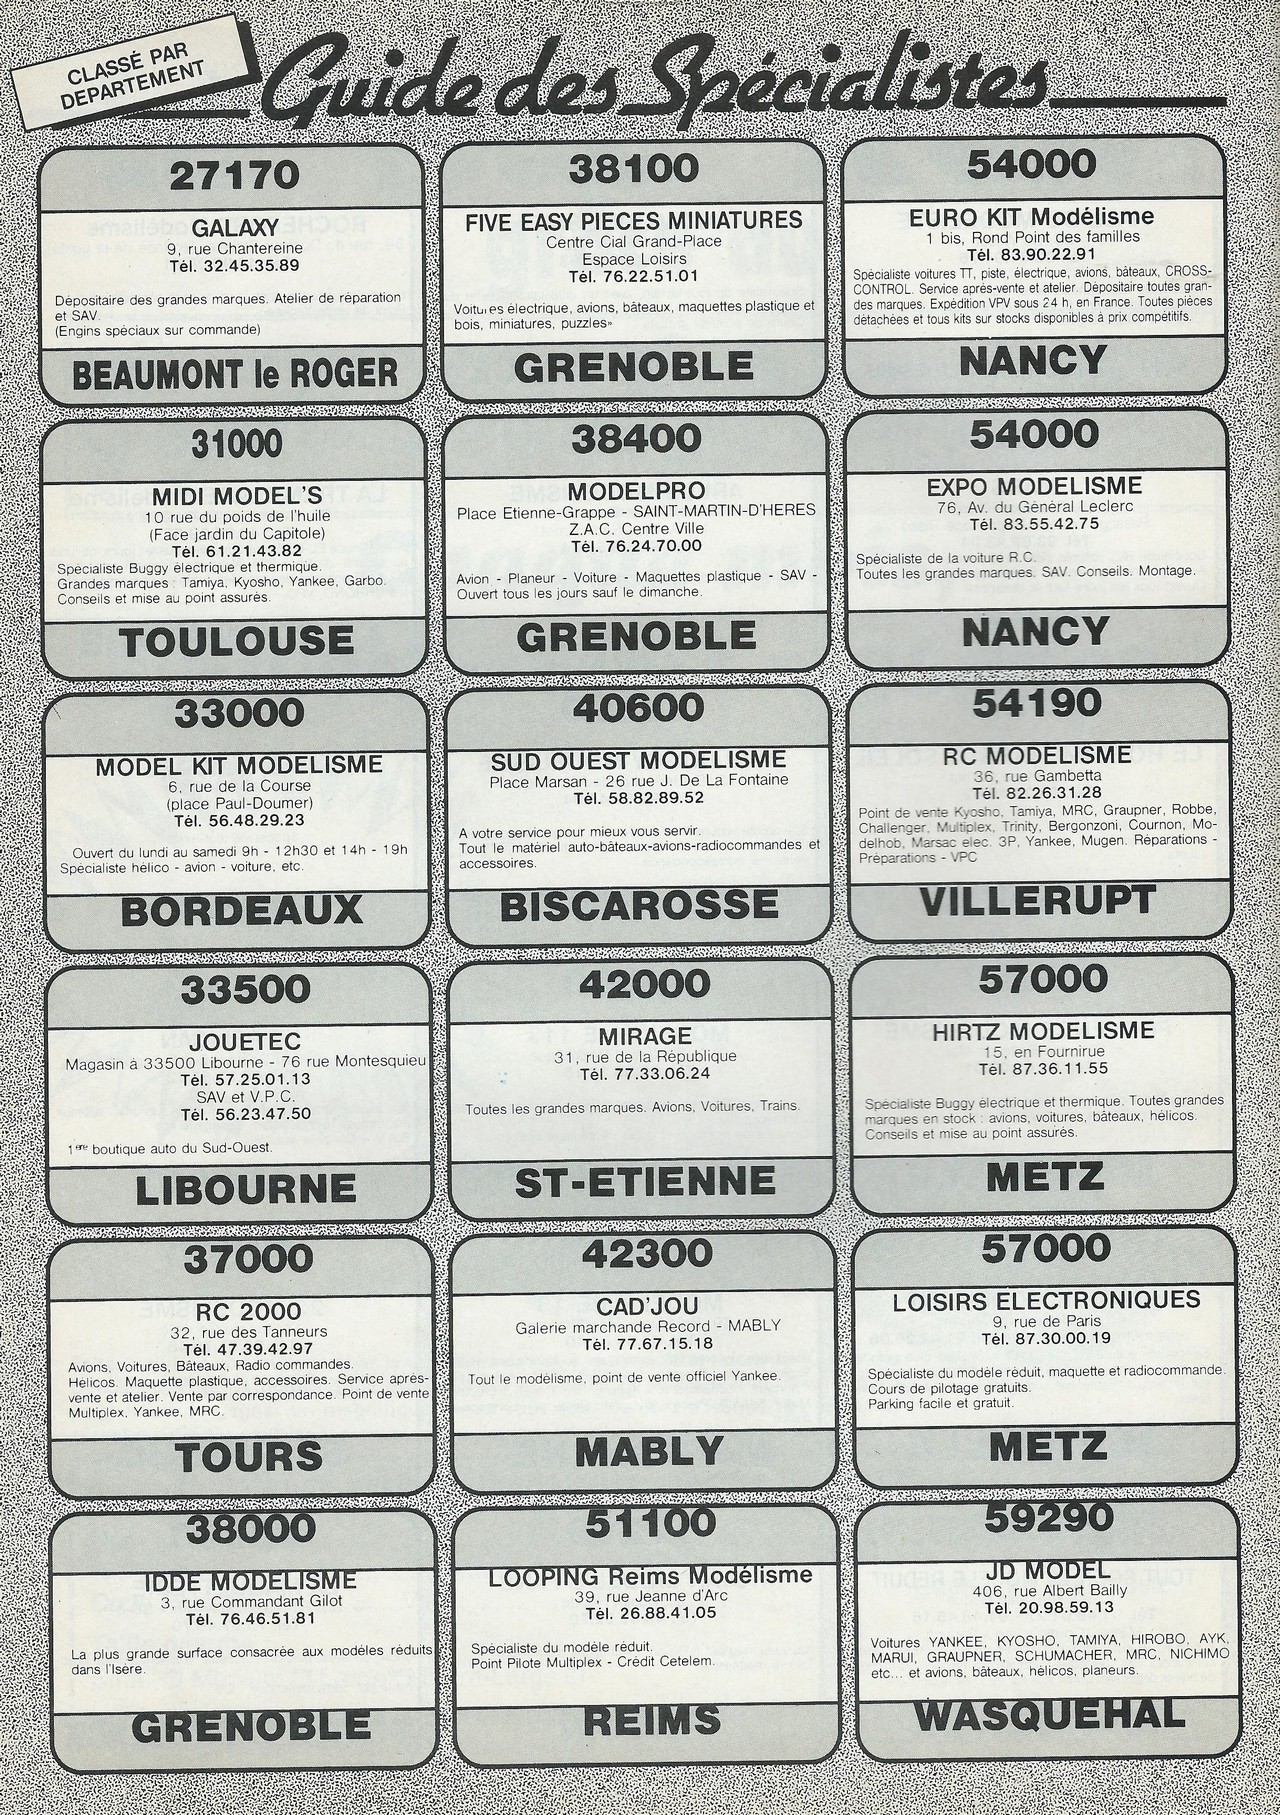 CLASSÉ PAR
DEPARTEMENT
Guide des Spécialistes
27170
GALAXY
9, rue Chantereine
Tél. 32.45.35.89
Dépositaire des grandes marques. Atelier de réparation
et SAV.
(Engins spéciaux sur commande)
BEAUMONT le ROGER
31000
MIDI MODEL'S
10 rue du poids de l'huile
(Face jardin du Capitole)
Tél. 61.21.43.82
Spécialiste Buggy électrique et thermique.
Grandes marques : Tamiya, Kyosho, Yankee, Garbo.
Conseils et mise au point assurés.
TOULOUSE
33000
MODEL KIT MODELISME
6, rue de la Course
(place Paul-Doumer)
Tél. 56.48.29.23
Ouvert du lundi au samedi 9h - 12h30 et 14h - 19h
Spécialiste hélico - avion - voiture, etc.
BORDEAUX
33500
JOUETEC
Magasin à 33500 Libourne - 76 rue Montesquieu
Tél. 57.25.01.13
SAV et V.P.C.
Tél. 56.23.47.50
1ère boutique auto du Sud-Ouest.
LIBOURNE
37000
RC 2000
32, rue des Tanneurs
Tél. 47.39.42.97
Avions, Voitures, Bâteaux, Radio commandes.
Hélicos. Maquette plastique, accessoires. Service après-
vente et atelier. Vente par correspondance. Point de vente
Multiplex, Yankee, MRC.
TOURS
38000
IDDE MODELISME
3, rue Commandant Gilot
Tél. 76.46.51.81
La plus grande surface consacrée aux modèles réduits
dans l'Isère.
GRENOBLE
38100
FIVE EASY PIECES MINIATURES
Centre Cial Grand-Place
Espace Loisirs
Tél. 76.22.51.01
Voitures électrique, avions, bâteaux, maquettes plastique et
bois, miniatures, puzzles»
GRENOBLE
38400
MODELPRO
Place Etienne-Grappe - SAINT-MARTIN-D'HERES
Z.A.C. Centre Ville
Tél. 76.24.70.00
Avion - Planeur - Voiture - Maquettes plastique - SAV -
Ouvert tous les jours sauf le dimanche.
GRENOBLE
40600
SUD OUEST MODELISME
Place Marsan - 26 rue J. De La Fontaine
Tél. 58.82.89.52
A votre service pour mieux vous servir.
Tout le matériel auto-bâteaux-avions-radiocommandes et
accessoires.
BISCAROSSE
42000
MIRAGE
31, rue de la République
Tél. 77.33.06.24
Toutes les grandes marques. Avions, Voitures, Trains.
ST-ETIENNE
42300
CAD'JOU
Galerie marchande Record - MABLY
Tél. 77.67.15.18
Tout le modélisme, point de vente officiel Yankee.
MABLY
51100
LOOPING Reims Modélisme
39, rue Jeanne d'Arc
Tél. 26.88.41.05
Spécialiste du modèle réduit.
Point Pilote Multiplex - Crédit Cetelem.
REIMS
54000
EURO KIT Modélisme
1 bis, Rond Point des familles
Tél. 83.90.22.91
Spécialiste voitures TT, piste, électrique, avions, bâteaux, CROSS-
CONTROL. Service après-vente et atelier. Dépositaire toutes gran-
des marques. Expédition VPV sous 24 h, en France. Toutes pièces
détachées et tous kits sur stocks disponibles à prix compétitifs.
NANCY
54000
EXPO MODELISME
76, Av. du Général Leclerc
Tél. 83.55.42.75
Spécialiste de la voiture R.C.
Toutes les grandes marques. SAV. Conseils. Montage.
NANCY
54190
RC MODELISME
36, rue Gambetta
Tél. 82.26.31.28
Point de vente Kyosho, Tamiya, MRC, Graupner, Robbe,
Challenger, Multiplex, Trinity, Bergonzoni, Cournon, Mo-
delhob, Marsac elec. 3P, Yankee, Mugen. Réparations -
Préparations - VPC
VILLERUPT
57000
HIRTZ MODELISME
15, en Fournirue
Tél. 87.36.11.55
Spécialiste Buggy électrique et thermique. Toutes grandes
marques en stock : avions, voitures, bâteaux, hélicos.
Conseils et mise au point assurés.
METZ
57000
LOISIRS ELECTRONIQUES
9, rue de Paris
Tél. 87.30.00.19
Spécialiste du modèle réduit, maquette et radiocommande.
Cours de pilotage gratuits.
Parking facile et gratuit.
METZ
59290
JD MODEL
406, rue Albert Bailly
Tél. 20.98.59.13
Voitures YANKEE, KYOSHO, TAMIYA, HIROBO, AYK,
MARUI, GRAUPNER, SCHUMACHER, MRC, NICHIMO
etc... et avions, bâteaux, hélicos, planeurs.
WASQUEHAL